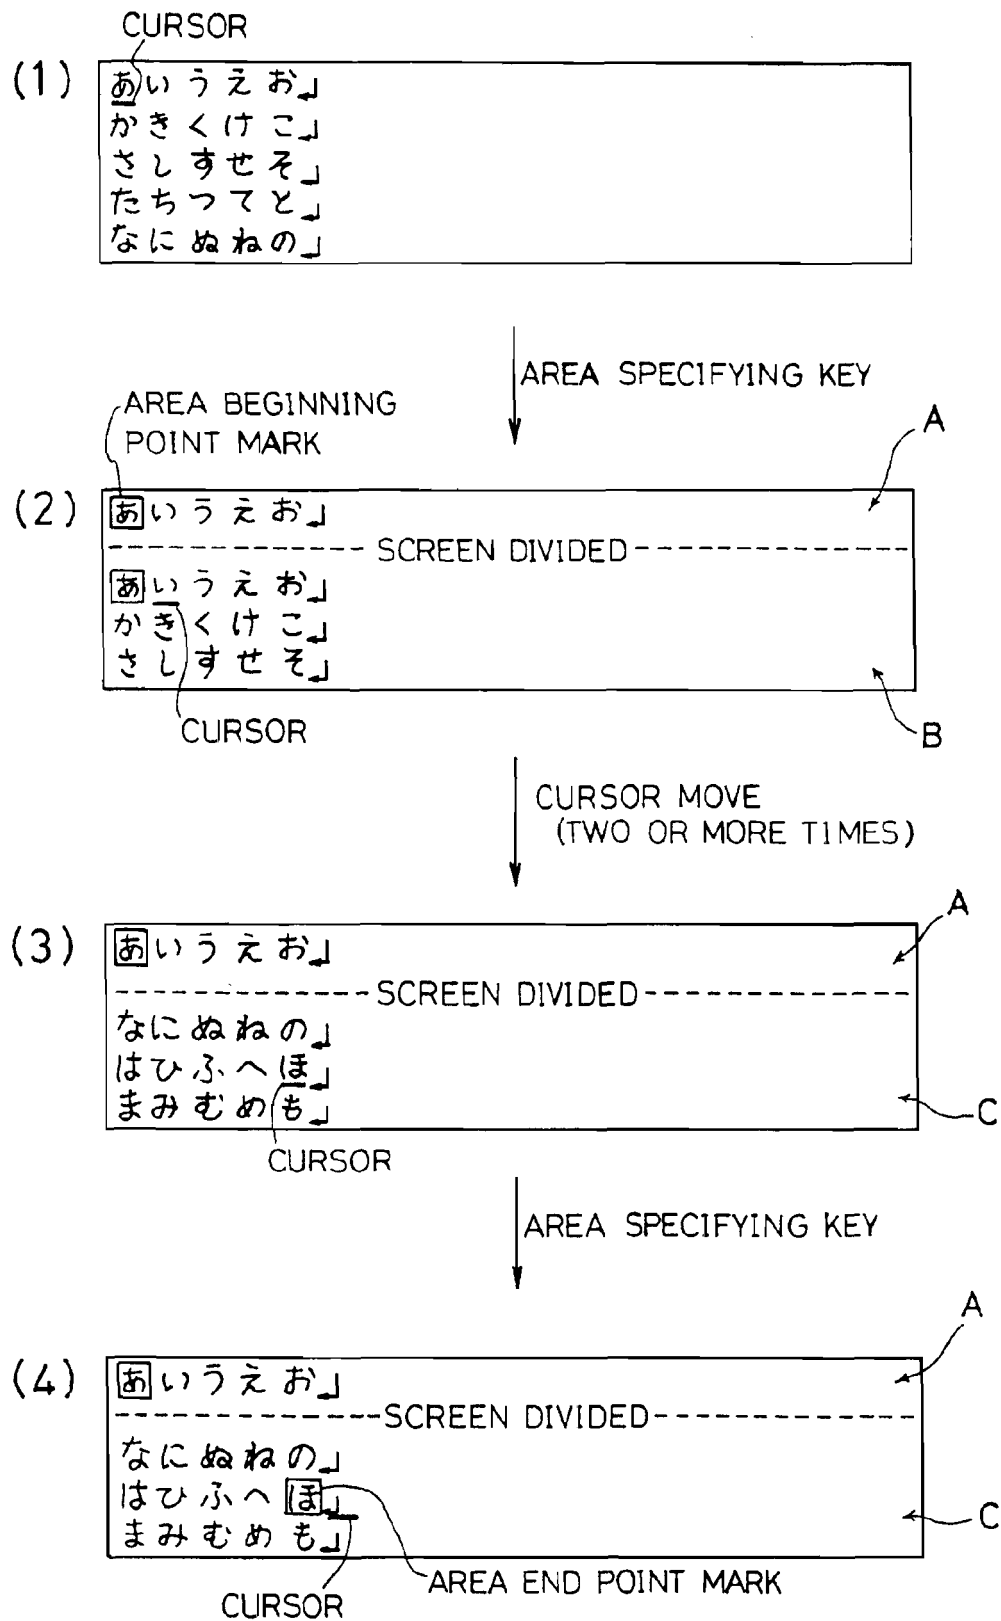 CURSOR
(1)
あいうえお↵
かきくけこ↵
さしすせそ↵
たちつてと↵
なにぬねの↵
AREA SPECIFYING KEY
AREA BEGINNING
POINT MARK
A
(2)
あいうえお↵
SCREEN DIVIDED
あいうえお↵
かきくけこ↵
さしすせそ↵
CURSOR
B
CURSOR MOVE
(TWO OR MORE TIMES)
A
(3)
あいうえお↵
SCREEN DIVIDED
なにぬねの↵
はひふへほ↵
まみむめも↵
C
CURSOR
AREA SPECIFYING KEY
A
(4)
あいうえお↵
SCREEN DIVIDED
なにぬねの↵
はひふへほ↵
まみむめも↵
C
AREA END POINT MARK
CURSOR